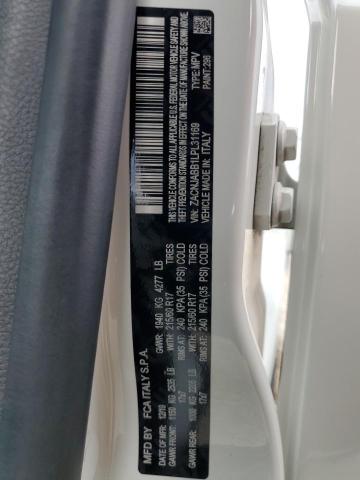 MFD BY FCA ITALY S.P.A.
DATE OF MFR: 12/19 GVWR: 1940 KG 4277 LB
GAWR FRONT: 1150 KG 2535 LB WITH: 215/60 R17 TIRES
17x7 RIMS AT: 240 KPA(35 PSI) COLD
GAWR REAR: 1000 KG 2205 LB WITH: 215/60 R17 TIRES
17x7 RIMS AT: 240 KPA(35 PSI) COLD
THIS VEHICLE CONFORMS TO ALL APPLICABLE U.S.A. FEDERAL MOTOR VEHICLE SAFETY AND
THEFT PREVENTION STANDARDS IN EFFECT ON THE DATE OF MANUFACTURE SHOWN ABOVE.
VIN: ZACNJABB1LPL31169 TYPE: MPV
VEHICLE MADE IN: ITALY PAINT: 296